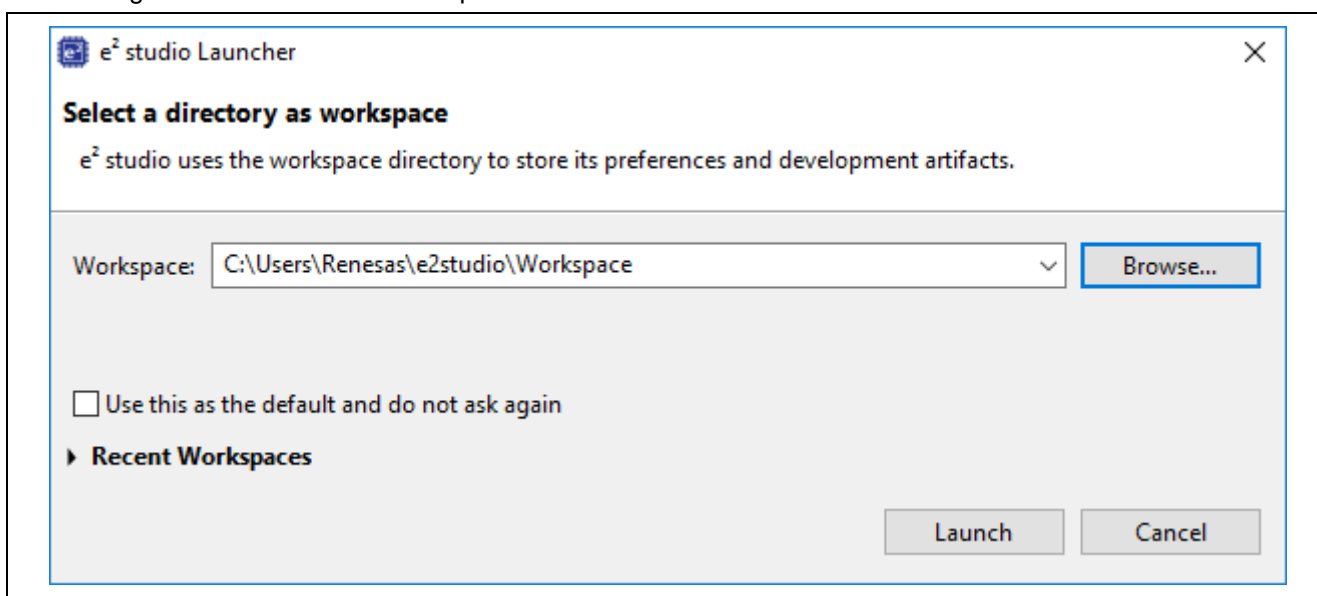 e² studio Launcher
Select a directory as workspace
e² studio uses the workspace directory to store its preferences and development artifacts.
Workspace: C:\Users\Renesas\e2studio\Workspace Browse...
Use this as the default and do not ask again
Recent Workspaces
Launch Cancel